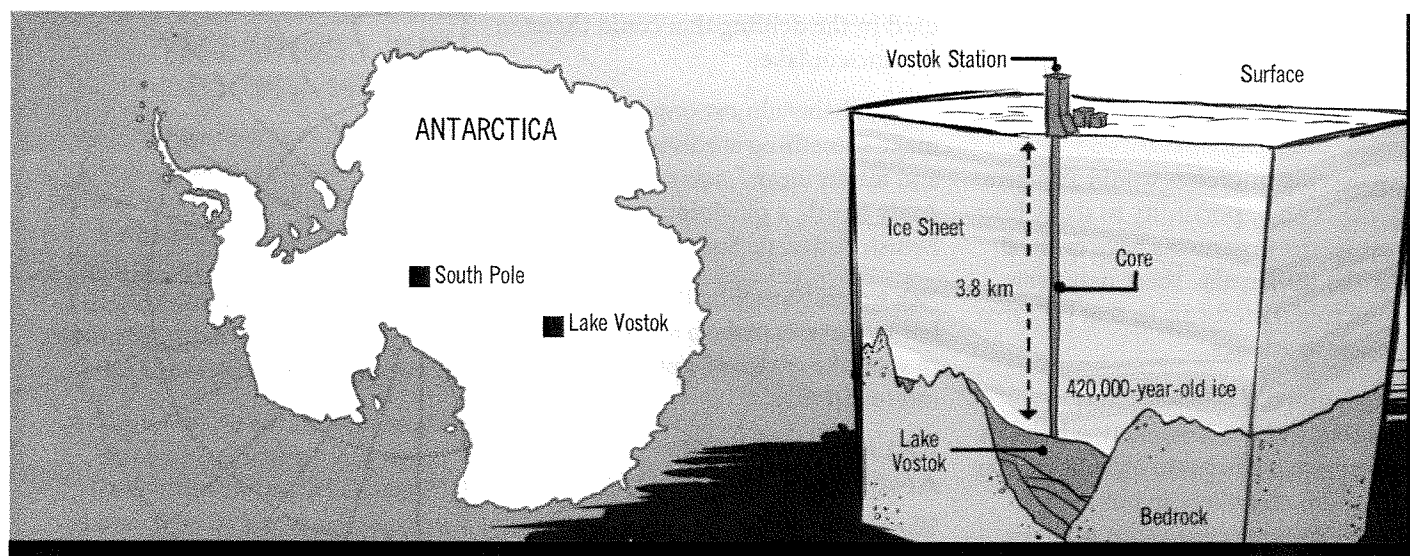 ANTARCTICA
South Pole
Lake Vostok
Vostok Station
Surface
Ice Sheet
Core
3.8 km
420,000-year-old ice
Lake
Vostok
Bedrock